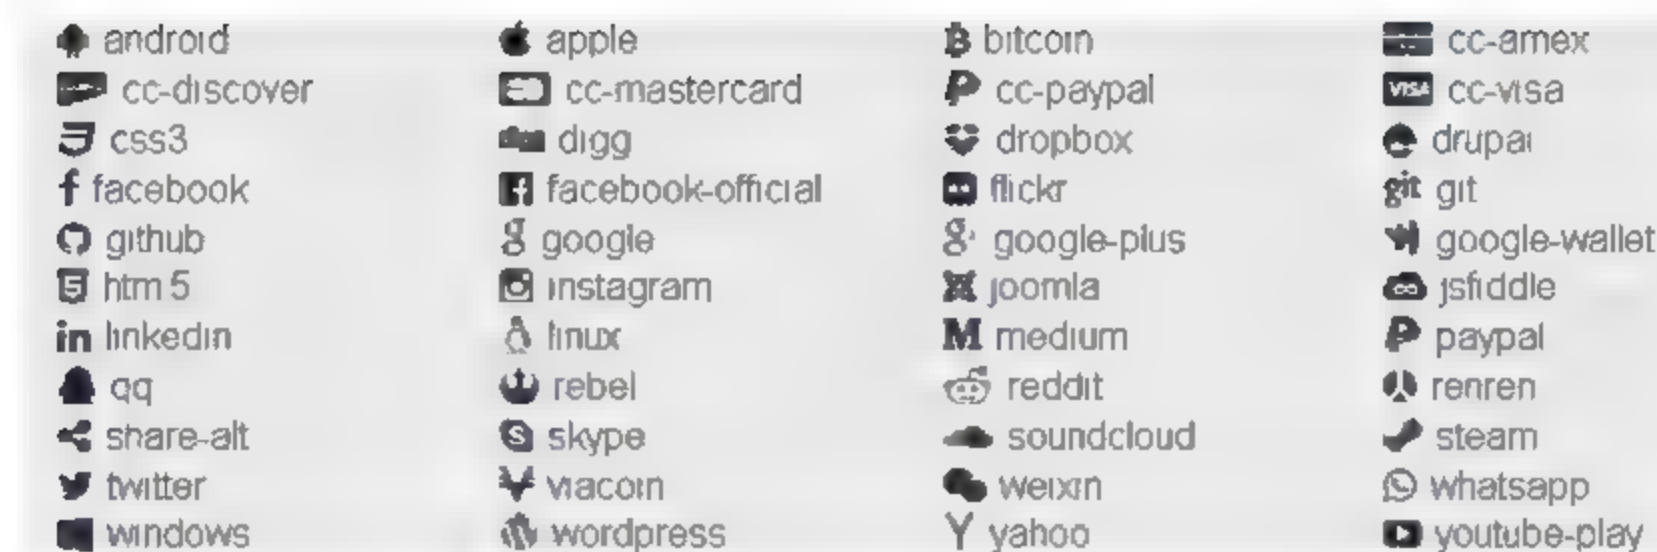 android apple bitcoin cc-amex
cc-discover cc-mastercard cc-paypal cc-visa
css3 digg dropbox drupal
facebook facebook-official flickr git
github google google-plus google-wallet
html5 instagram joomla jsfiddle
linkedin linux medium paypal
qq rebel reddit renren
share-alt skype soundcloud steam
twitter viacoin weixin whatsapp
windows wordpress yahoo youtube-play